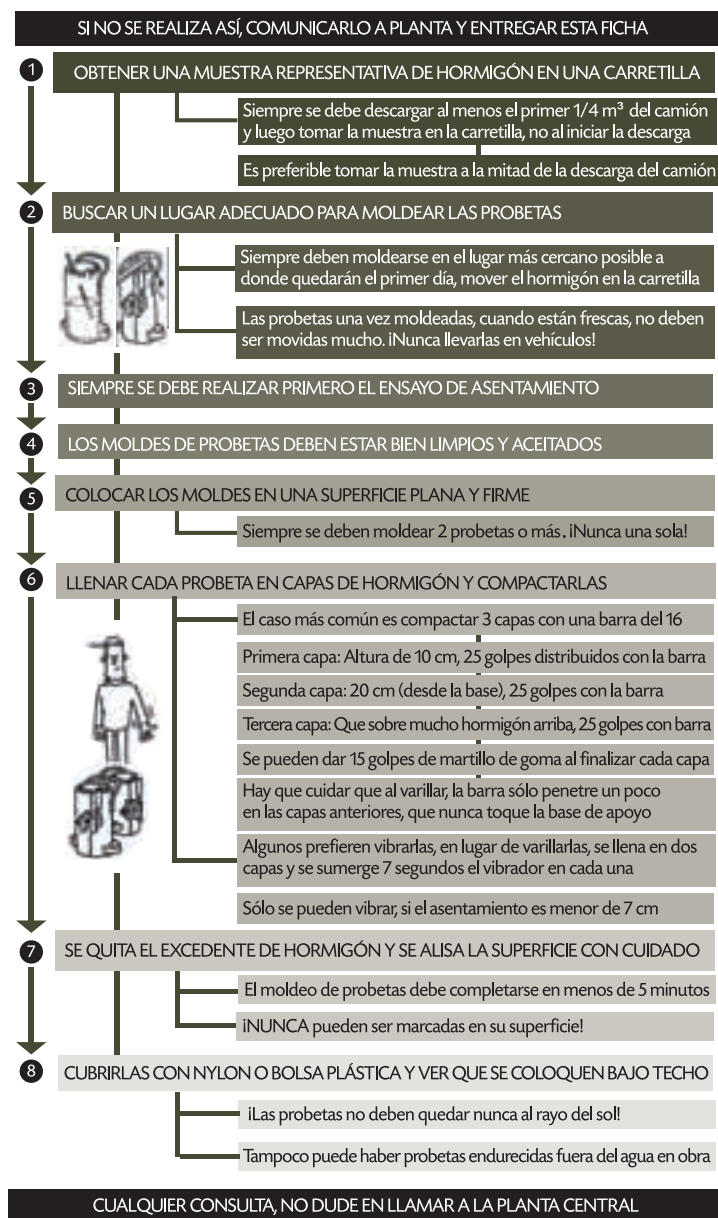 SI NO SE REALIZA ASÍ, COMUNICARLO A PLANTA Y ENTREGAR ESTA FICHA
1 OBTENER UNA MUESTRA REPRESENTATIVA DE HORMIGÓN EN UNA CARRETILLA
Siempre se debe descargar al menos el primer 1/4 m³ del camión
y luego tomar la muestra en la carretilla, no al iniciar la descarga
Es preferible tomar la muestra a la mitad de la descarga del camión
2 BUSCAR UN LUGAR ADECUADO PARA MOLDEAR LAS PROBETAS
Siempre deben moldearse en el lugar más cercano posible a
donde quedarán el primer día, mover el hormigón en la carretilla
Las probetas una vez moldeadas, cuando están frescas, no deben
ser movidas mucho. ¡Nunca llevarlas en vehículos!
3 SIEMPRE SE DEBE REALIZAR PRIMERO EL ENSAYO DE ASENTAMIENTO
4 LOS MOLDES DE PROBETAS DEBEN ESTAR BIEN LIMPIOS Y ACEITADOS
5 COLOCAR LOS MOLDES EN UNA SUPERFICIE PLANA Y FIRME
Siempre se deben moldear 2 probetas o más. ¡Nunca una sola!
6 LLENAR CADA PROBETA EN CAPAS DE HORMIGÓN Y COMPACTARLAS
El caso más común es compactar 3 capas con una barra del 16
Primera capa: Altura de 10 cm, 25 golpes distribuidos con la barra
Segunda capa: 20 cm (desde la base), 25 golpes con la barra
Tercera capa: Que sobre mucho hormigón arriba, 25 golpes con barra
Se pueden dar 15 golpes de martillo de goma al finalizar cada capa
Hay que cuidar que al varillar, la barra sólo penetre un poco
en las capas anteriores, que nunca toque la base de apoyo
Algunos prefieren vibrarlas, en lugar de varillarlas, se llena en dos
capas y se sumerge 7 segundos el vibrador en cada una
Sólo se pueden vibrar, si el asentamiento es menor de 7 cm
7 SE QUITA EL EXCEDENTE DE HORMIGÓN Y SE ALISA LA SUPERFICIE CON CUIDADO
El moldeo de probetas debe completarse en menos de 5 minutos
¡NUNCA pueden ser marcadas en su superficie!
8 CUBRIRLAS CON NYLON O BOLSA PLÁSTICA Y VER QUE SE COLOQUEN BAJO TECHO
¡Las probetas no deben quedar nunca al rayo del sol!
Tampoco puede haber probetas endurecidas fuera del agua en obra
CUALQUIER CONSULTA, NO DUDE EN LLAMAR A LA PLANTA CENTRAL